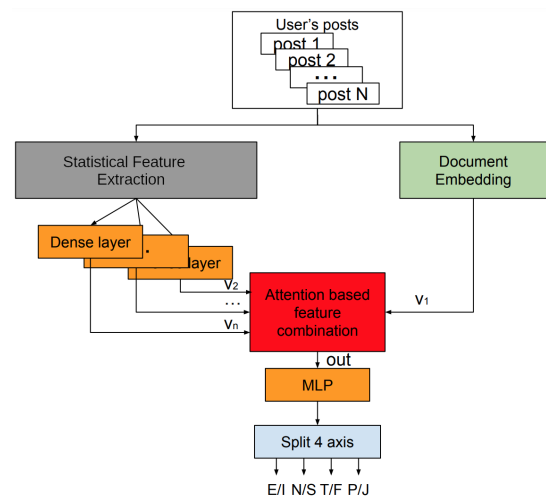 User's posts
post 1
post 2
...
post N
Statistical Feature
Extraction
Document
Embedding
Dense layer
.
layer
v2
...
vn
Attention based
feature
combination
v1
out
MLP
Split 4 axis
E/I N/S T/F P/J